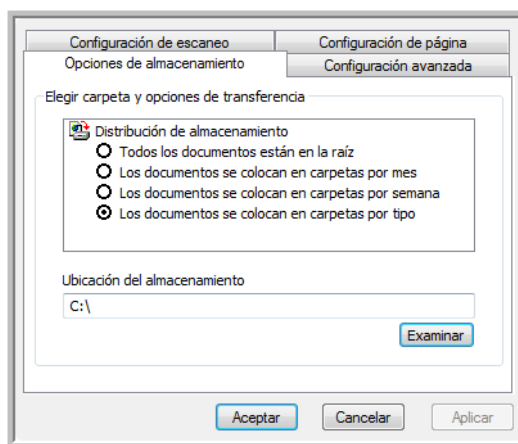 Configuración de escaneo
Configuración de página
Opciones de almacenamiento
Configuración avanzada
Elegir carpeta y opciones de transferencia
Distribución de almacenamiento
Todos los documentos están en la raíz
Los documentos se colocan en carpetas por mes
Los documentos se colocan en carpetas por semana
Los documentos se colocan en carpetas por tipo
Ubicación del almacenamiento
C:\
Examinar
Aceptar
Cancelar
Aplicar